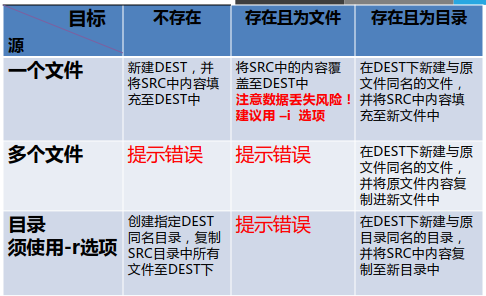 目标
源
不存在
存在且为文件
存在且为目录
一个文件
新建DEST，并
将SRC中内容填
充至DEST中
将SRC中的内容覆
盖至DEST中
注意数据丢失风险！
建议用 –i 选项
在DEST下新建与原
文件同名的文件，
并将SRC中内容填
充至新文件中
多个文件
提示错误
提示错误
在DEST下新建与原
文件同名的文件，
并将原文件内容复
制进新文件中
目录
须使用-r选项
创建指定DEST
同名目录，复制
SRC目录中所有
文件至DEST下
提示错误
在DEST下新建与原
目录同名的目录，
并将SRC中内容复
制至新目录中